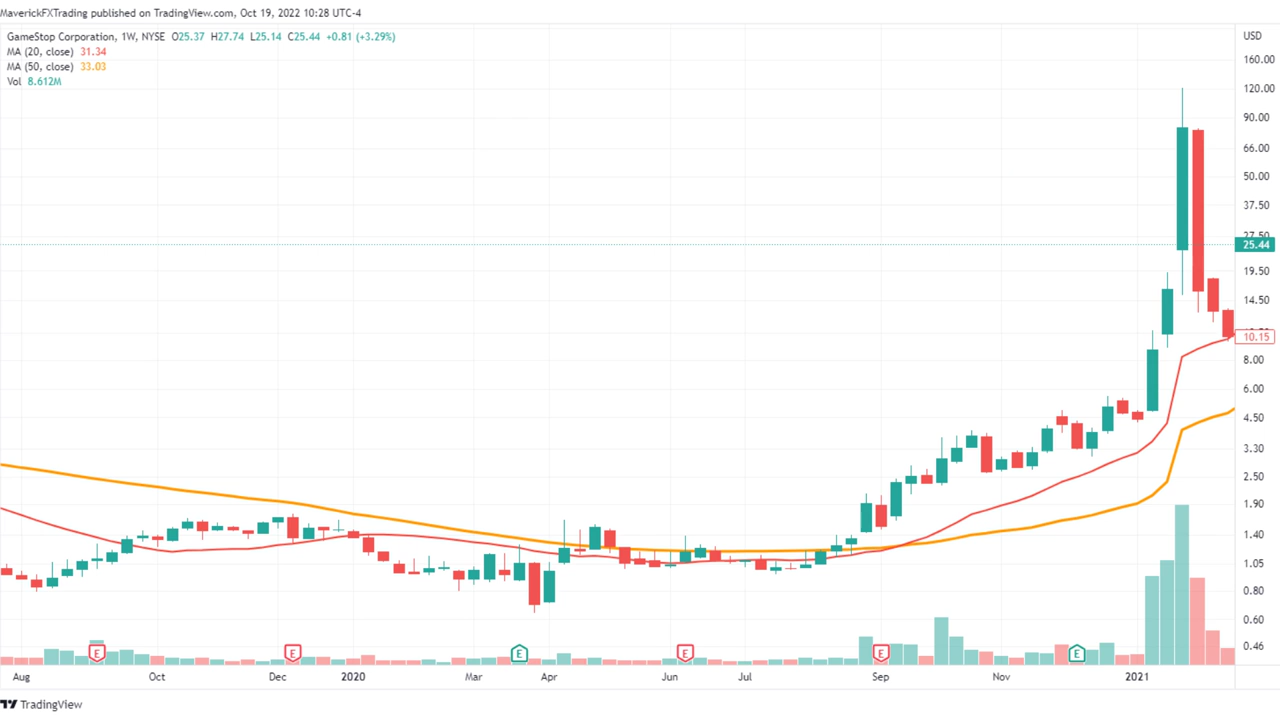 MaverickFXTrading published on TradingView.com, Oct 19, 2022 10:28 UTC-4
GameStop Corporation, 1W, NYSE O25.37 H27.74 L25.14 C25.44 +0.81 (+3.29%)
MA (20, close) 31.34
MA (50, close) 33.03
Vol 8.612M
USD
160.00
120.00
90.00
66.00
50.00
37.50
27.50
25.44
19.50
14.50
10.15
8.00
6.00
4.50
3.30
2.50
1.90
1.40
1.05
0.80
0.60
0.46
E E E E E E
Aug Oct Dec 2020 Mar Apr Jun Jul Sep Nov 2021
TradingView